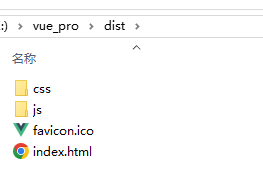 :) > vue_pro > dist >
名称
css
js
favicon.ico
index.html